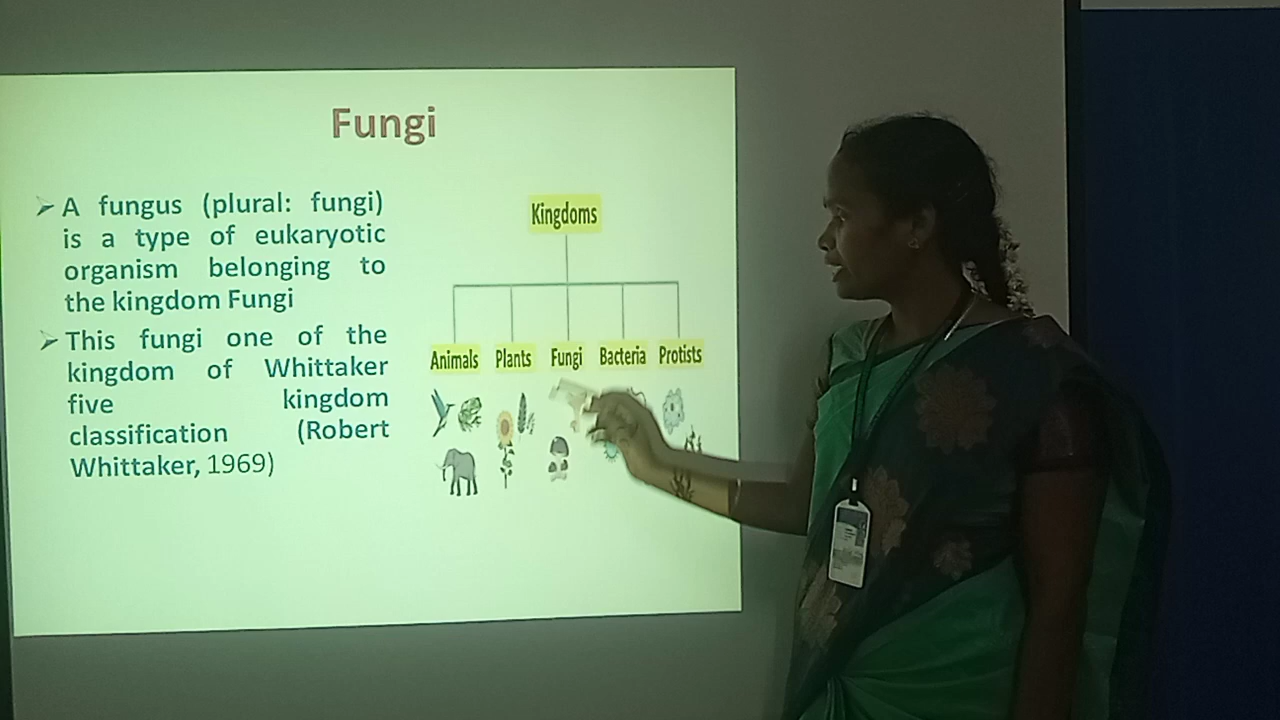 Fungi
➢ A fungus (plural: fungi)
is a type of eukaryotic
organism belonging to
the kingdom Fungi
➢ This fungi one of the
kingdom of Whittaker
five kingdom
classification (Robert
Whittaker, 1969)
Kingdoms
Animals Plants Fungi Bacteria Protists